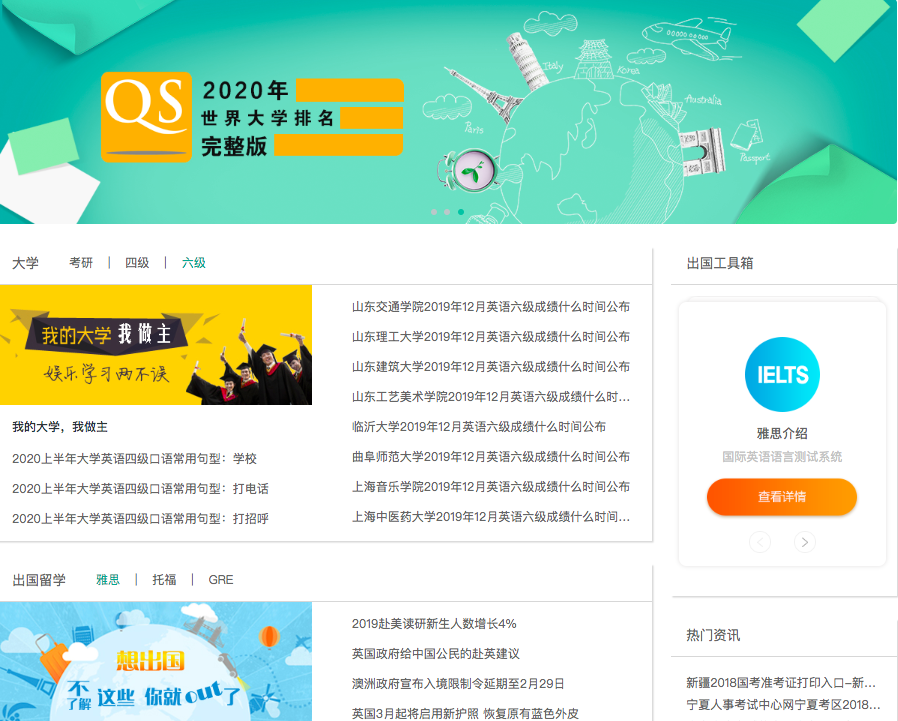 QS
2020年
世界大学排名
完整版
Paris
Italy
Korea
Australia
Passport
大学 考研 | 四级 | 六级
我的大学 我做主
娱乐学习两不误
我的大学，我做主
2020上半年大学英语四级口语常用句型：学校
2020上半年大学英语四级口语常用句型：打电话
2020上半年大学英语四级口语常用句型：打招呼
山东交通学院2019年12月英语六级成绩什么时间公布
山东理工大学2019年12月英语六级成绩什么时间公布
山东建筑大学2019年12月英语六级成绩什么时间公布
山东工艺美术学院2019年12月英语六级成绩什么时...
临沂大学2019年12月英语六级成绩什么时间公布
曲阜师范大学2019年12月英语六级成绩什么时间公布
上海音乐学院2019年12月英语六级成绩什么时间公布
上海中医药大学2019年12月英语六级成绩什么时间...
出国工具箱
IELTS
雅思介绍
国际英语语言测试系统
查看详情
出国留学 雅思 | 托福 | GRE
想出国
不了解这些 你就out了
2019赴美读研新生人数增长4%
英国政府给中国公民的赴英建议
澳洲政府宣布入境限制令延期至2月29日
英国3月起将启用新护照 恢复原有蓝色外皮
热门资讯
新疆2018国考准考证打印入口-新...
宁夏人事考试中心网宁夏考区2018...